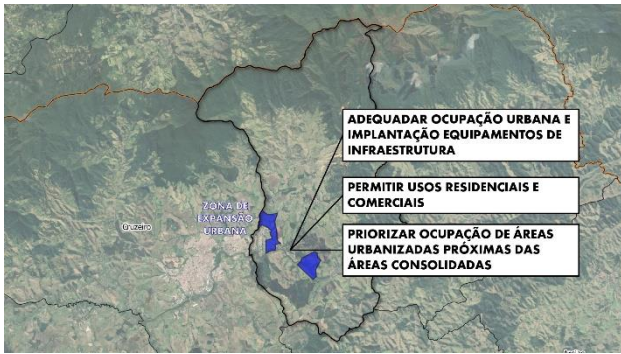 ADEQUADAR OCUPAÇÃO URBANA E
IMPLANTAÇÃO EQUIPAMENTOS DE
INFRAESTRUTURA
PERMITIR USOS RESIDENCIAIS E
COMERCIAIS
ZONA DE
EXPANSÃO
URBANA
Cruzeiro
PRIORIZAR OCUPAÇÃO DE ÁREAS
URBANIZADAS PRÓXIMAS DAS
ÁREAS CONSOLIDADAS